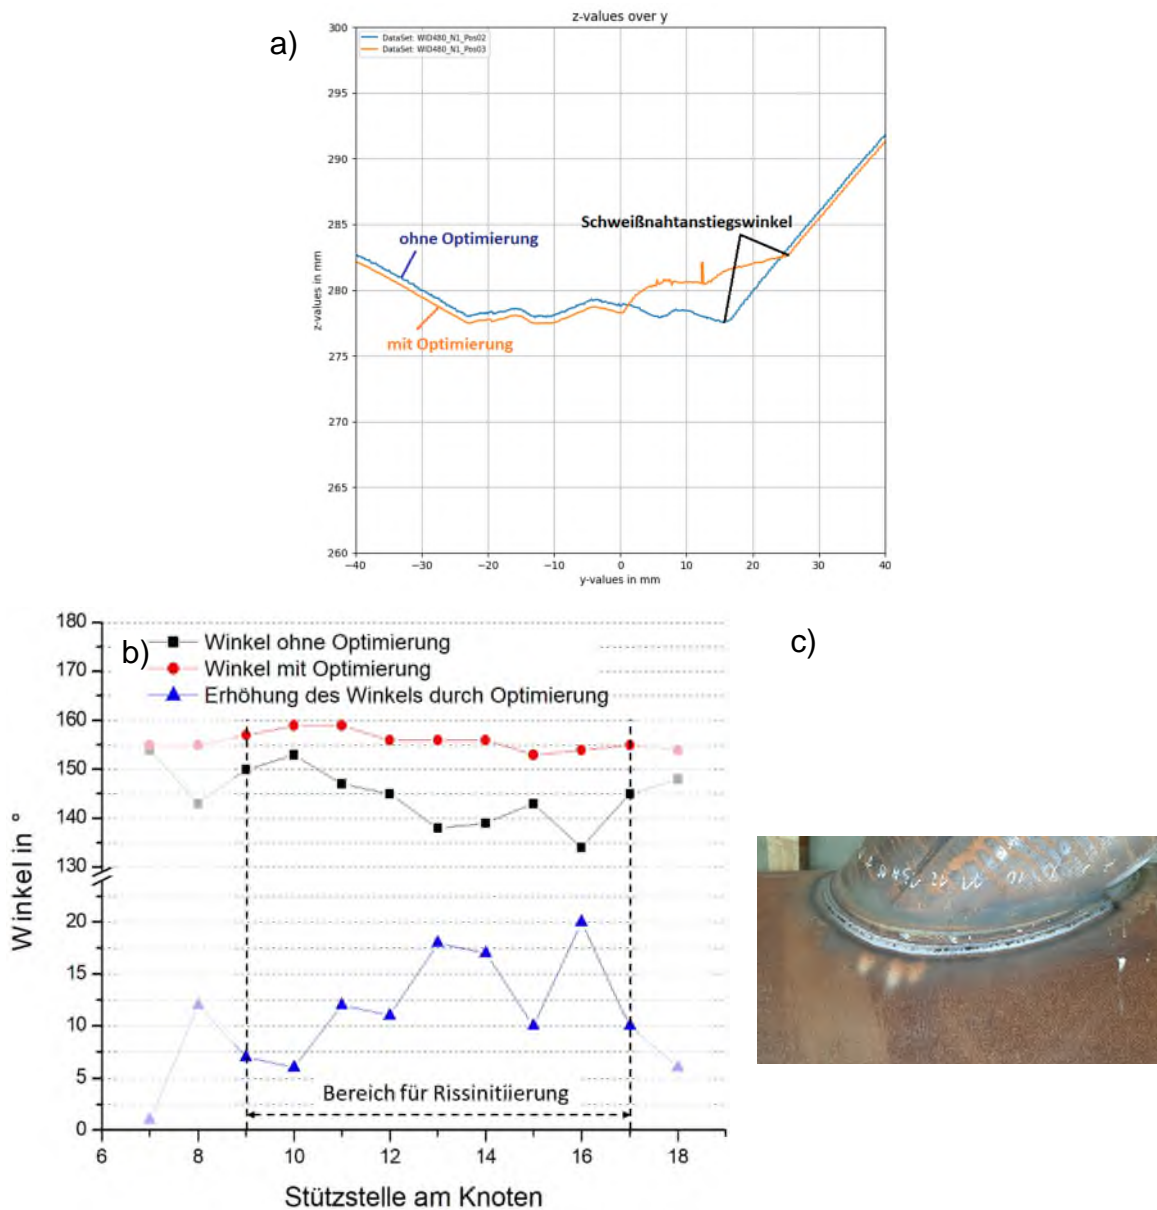 a)
z-values over y
DataSet: WID480_N1_Pos02
DataSet: WID480_N1_Pos03
300
295
290
285
280
275
270
265
260
z-values in mm
ohne Optimierung
mit Optimierung
Schweißnahtanstiegswinkel
−40 −30 −20 −10 0 10 20 30 40
y-values in mm
b)
Winkel ohne Optimierung
Winkel mit Optimierung
Erhöhung des Winkels durch Optimierung
180
170
160
150
140
130
20
15
10
5
0
Winkel in °
Bereich für Rissinitiierung
6 8 10 12 14 16 18
Stützstelle am Knoten
c)